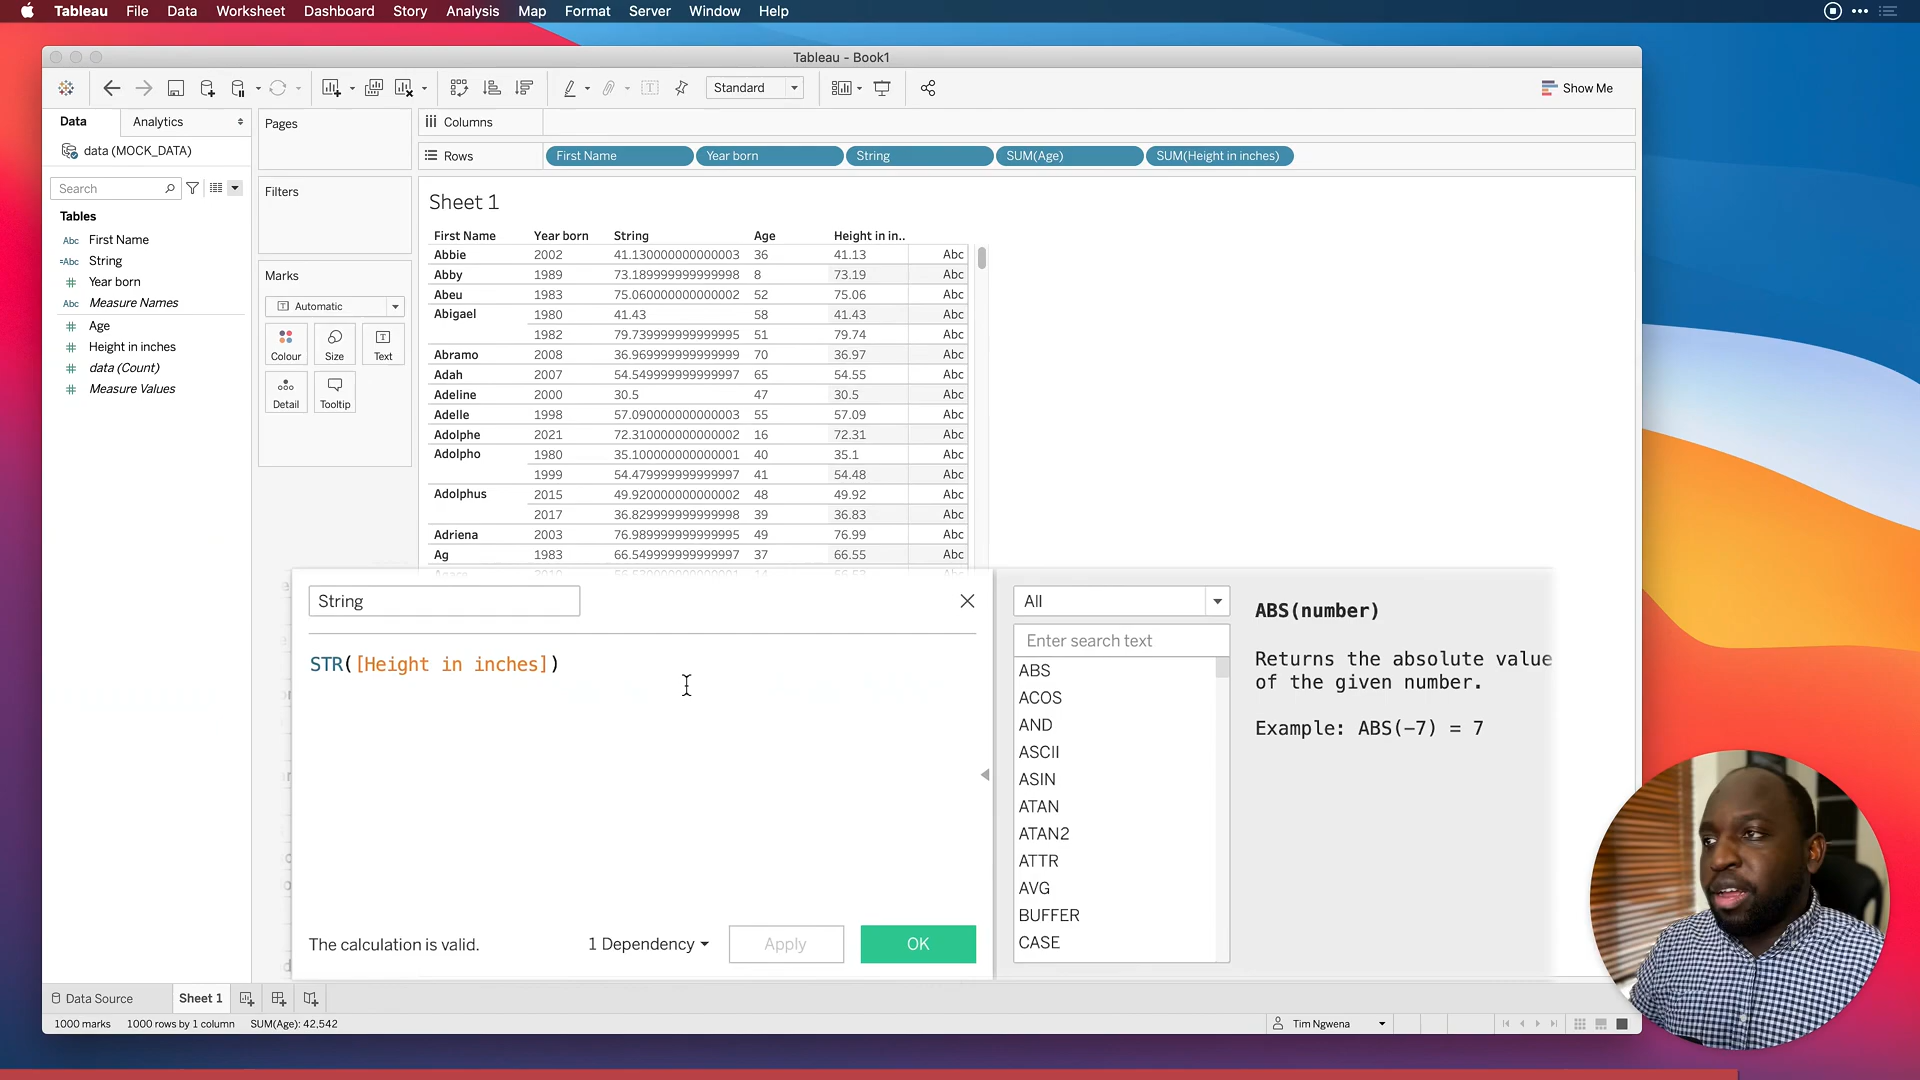 Tableau File Data Worksheet Dashboard Story Analysis Map Format Server Window Help
Tableau - Book1
Standard
Show Me
Data Analytics
Pages
Columns
data (MOCK_DATA)
Rows First Name Year born String SUM(Age) SUM(Height in inches)
Search
Filters
Sheet 1
Tables
Abc First Name
=Abc String
Year born
Abc Measure Names
Age
Height in inches
data (Count)
Measure Values
Marks
Automatic
Colour Size Text
Detail Tooltip
First Name Year born String Age Height in in..
Abbie 2002 41.130000000000003 36 41.13 Abc
Abby 1989 73.189999999999998 8 73.19 Abc
Abeu 1983 75.060000000000002 52 75.06 Abc
Abigael 1980 41.43 58 41.43 Abc
1982 79.739999999999995 51 79.74 Abc
Abramo 2008 36.969999999999999 70 36.97 Abc
Adah 2007 54.549999999999997 65 54.55 Abc
Adeline 2000 30.5 47 30.5 Abc
Adelle 1998 57.090000000000003 55 57.09 Abc
Adolphe 2021 72.310000000000002 16 72.31 Abc
Adolpho 1980 35.100000000000001 40 35.1 Abc
1999 54.479999999999997 41 54.48 Abc
Adolphus 2015 49.920000000000002 48 49.92 Abc
2017 36.829999999999998 39 36.83 Abc
Adriena 2003 76.989999999999995 49 76.99 Abc
Ag 1983 66.549999999999997 37 66.55 Abc
String
STR([Height in inches])
The calculation is valid.
1 Dependency
Apply
OK
All
Enter search text
ABS
ACOS
AND
ASCII
ASIN
ATAN
ATAN2
ATTR
AVG
BUFFER
CASE
ABS(number)
Returns the absolute value
of the given number.
Example: ABS(-7) = 7
Data Source Sheet 1
1000 marks 1000 rows by 1 column SUM(Age): 42,542
Tim Ngwena